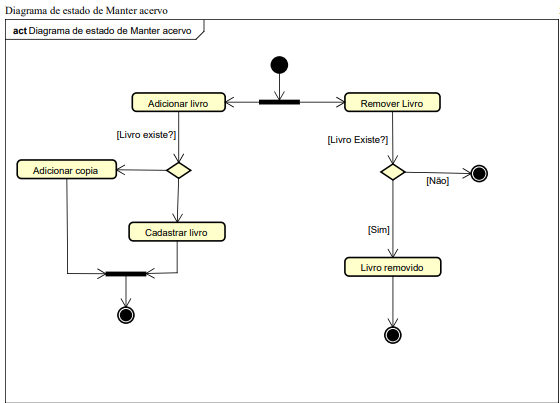 Diagrama de estado de Manter acervo
act Diagrama de estado de Manter acervo
Adicionar livro
Remover Livro
[Livro existe?]
[Livro Existe?]
Adicionar copia
[Não]
Cadastrar livro
[Sim]
Livro removido